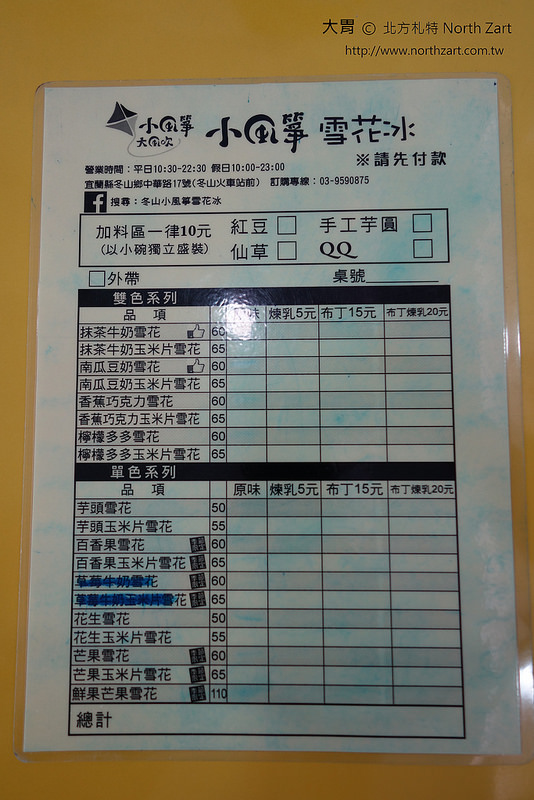 大胃 © 北方札特 North Zart
http://www.northzart.com.tw
小風箏
大風吹
小風箏 雪花冰
※請先付款
營業時間：平日10:30-22:30 假日10:00-23:00
宜蘭縣冬山鄉中華路17號(冬山火車站前) 訂購專線：03-9590875
f 搜尋：冬山小風箏雪花冰
加料區一律10元 紅豆 手工芋圓
(以小碗獨立盛裝) 仙草 QQ
外帶 桌號
雙色系列
品 項 原味 煉乳5元 布丁15元 布丁煉乳20元
抹茶牛奶雪花 60
抹茶牛奶玉米片雪花 65
南瓜豆奶雪花 60
南瓜豆奶玉米片雪花 65
香蕉巧克力雪花 60
香蕉巧克力玉米片雪花 65
檸檬多多雪花 60
檸檬多多玉米片雪花 65
單色系列
品 項 原味 煉乳5元 布丁15元 布丁煉乳20元
芋頭雪花 50
芋頭玉米片雪花 55
百香果雪花 60
百香果玉米片雪花 65
草莓牛奶雪花 60
草莓牛奶玉米片雪花 65
花生雪花 50
花生玉米片雪花 55
芒果雪花 60
芒果玉米片雪花 65
鮮果芒果雪花 110
總計